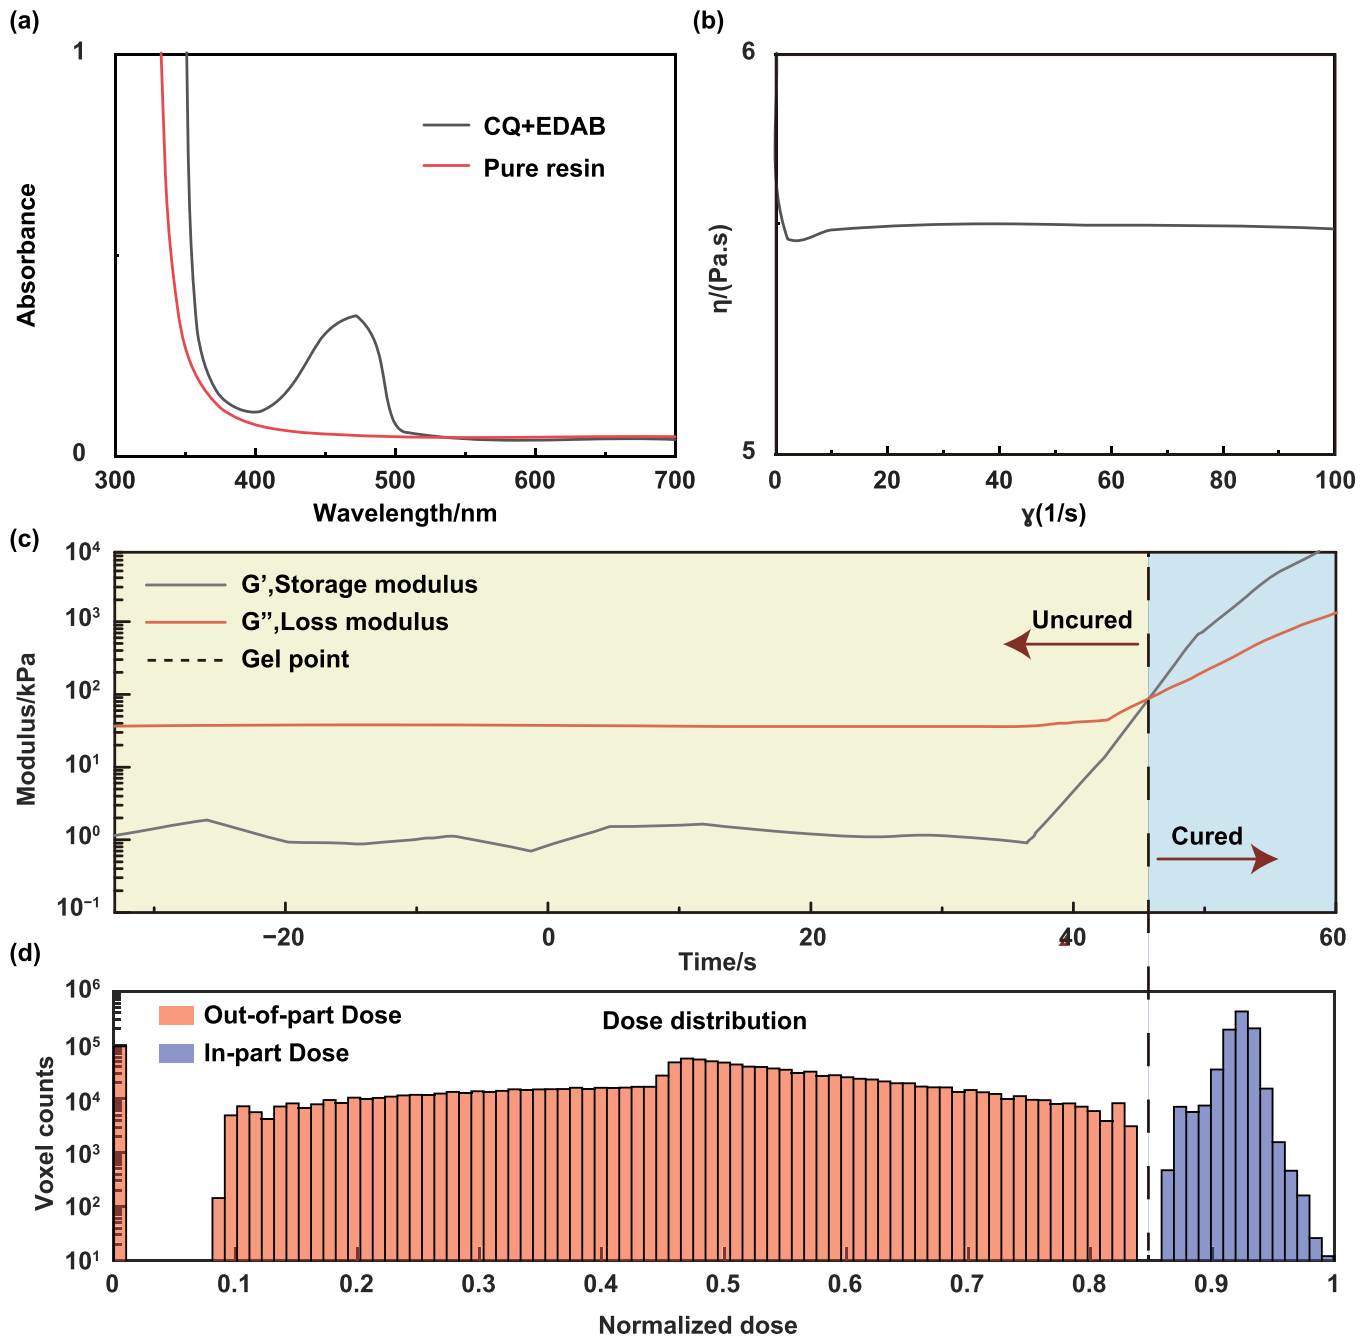 (a)
1
CQ+EDAB
Pure resin
Absorbance
0
300 400 500 600 700
Wavelength/nm
(b)
6
η/(Pa.s)
5
0 20 40 60 80 100
ɣ(1/s)
(c)
10⁴
G’,Storage modulus
10³
G”,Loss modulus
Uncured
Gel point
10²
Modulus/kPa
10¹
10⁰
Cured
10⁻¹
−20 0 20 40 60
Time/s
(d)
10⁶
Out-of-part Dose
Dose distribution
In-part Dose
10⁵
Voxel counts
10⁴
10³
10²
10¹
0 0.1 0.2 0.3 0.4 0.5 0.6 0.7 0.8 0.9 1
Normalized dose